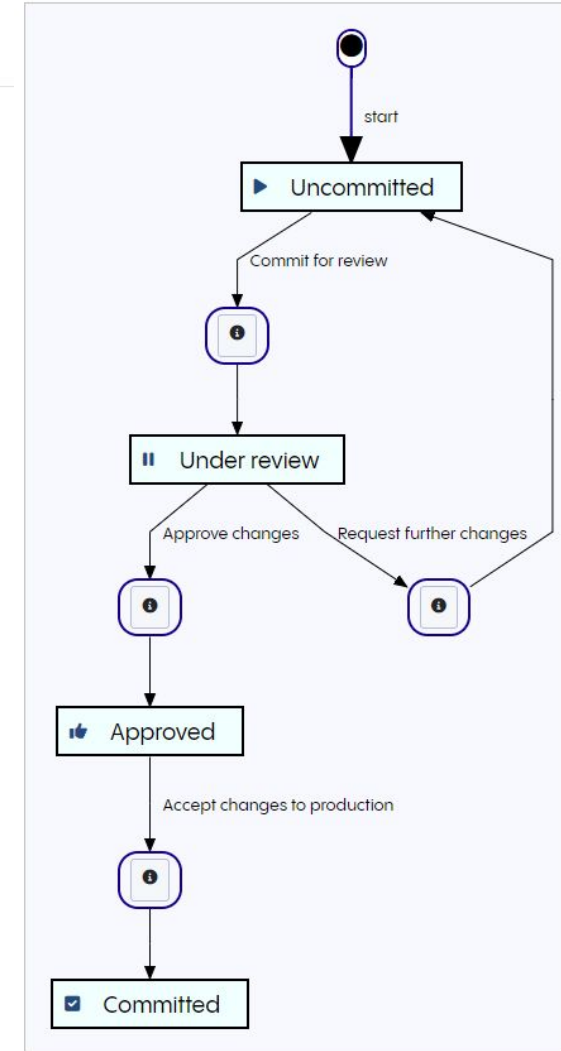 start
Uncommitted
Commit for review
Under review
Approve changes
Request further changes
Approved
Accept changes to production
Committed